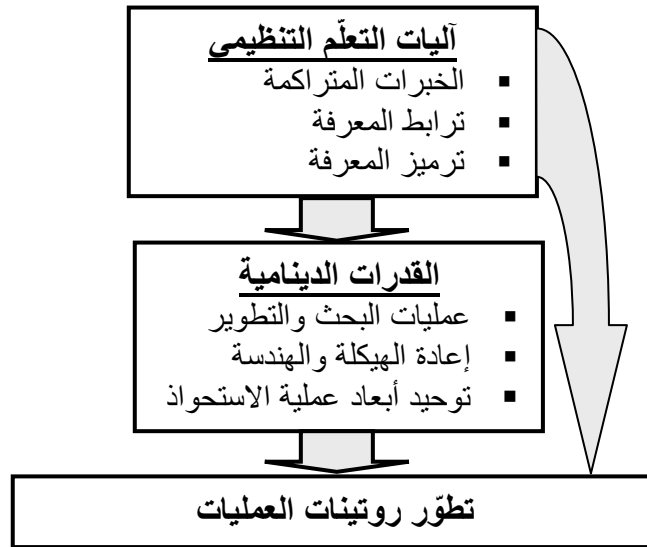 آليات التعلّم التنظيمي
▪ الخبرات المتراكمة
▪ ترابط المعرفة
▪ ترميز المعرفة
القدرات الدينامية
▪ عمليات البحث والتطوير
▪ إعادة الهيكلة والهندسة
▪ توحيد أبعاد عملية الاستحواذ
تطوّر روتينات العمليات